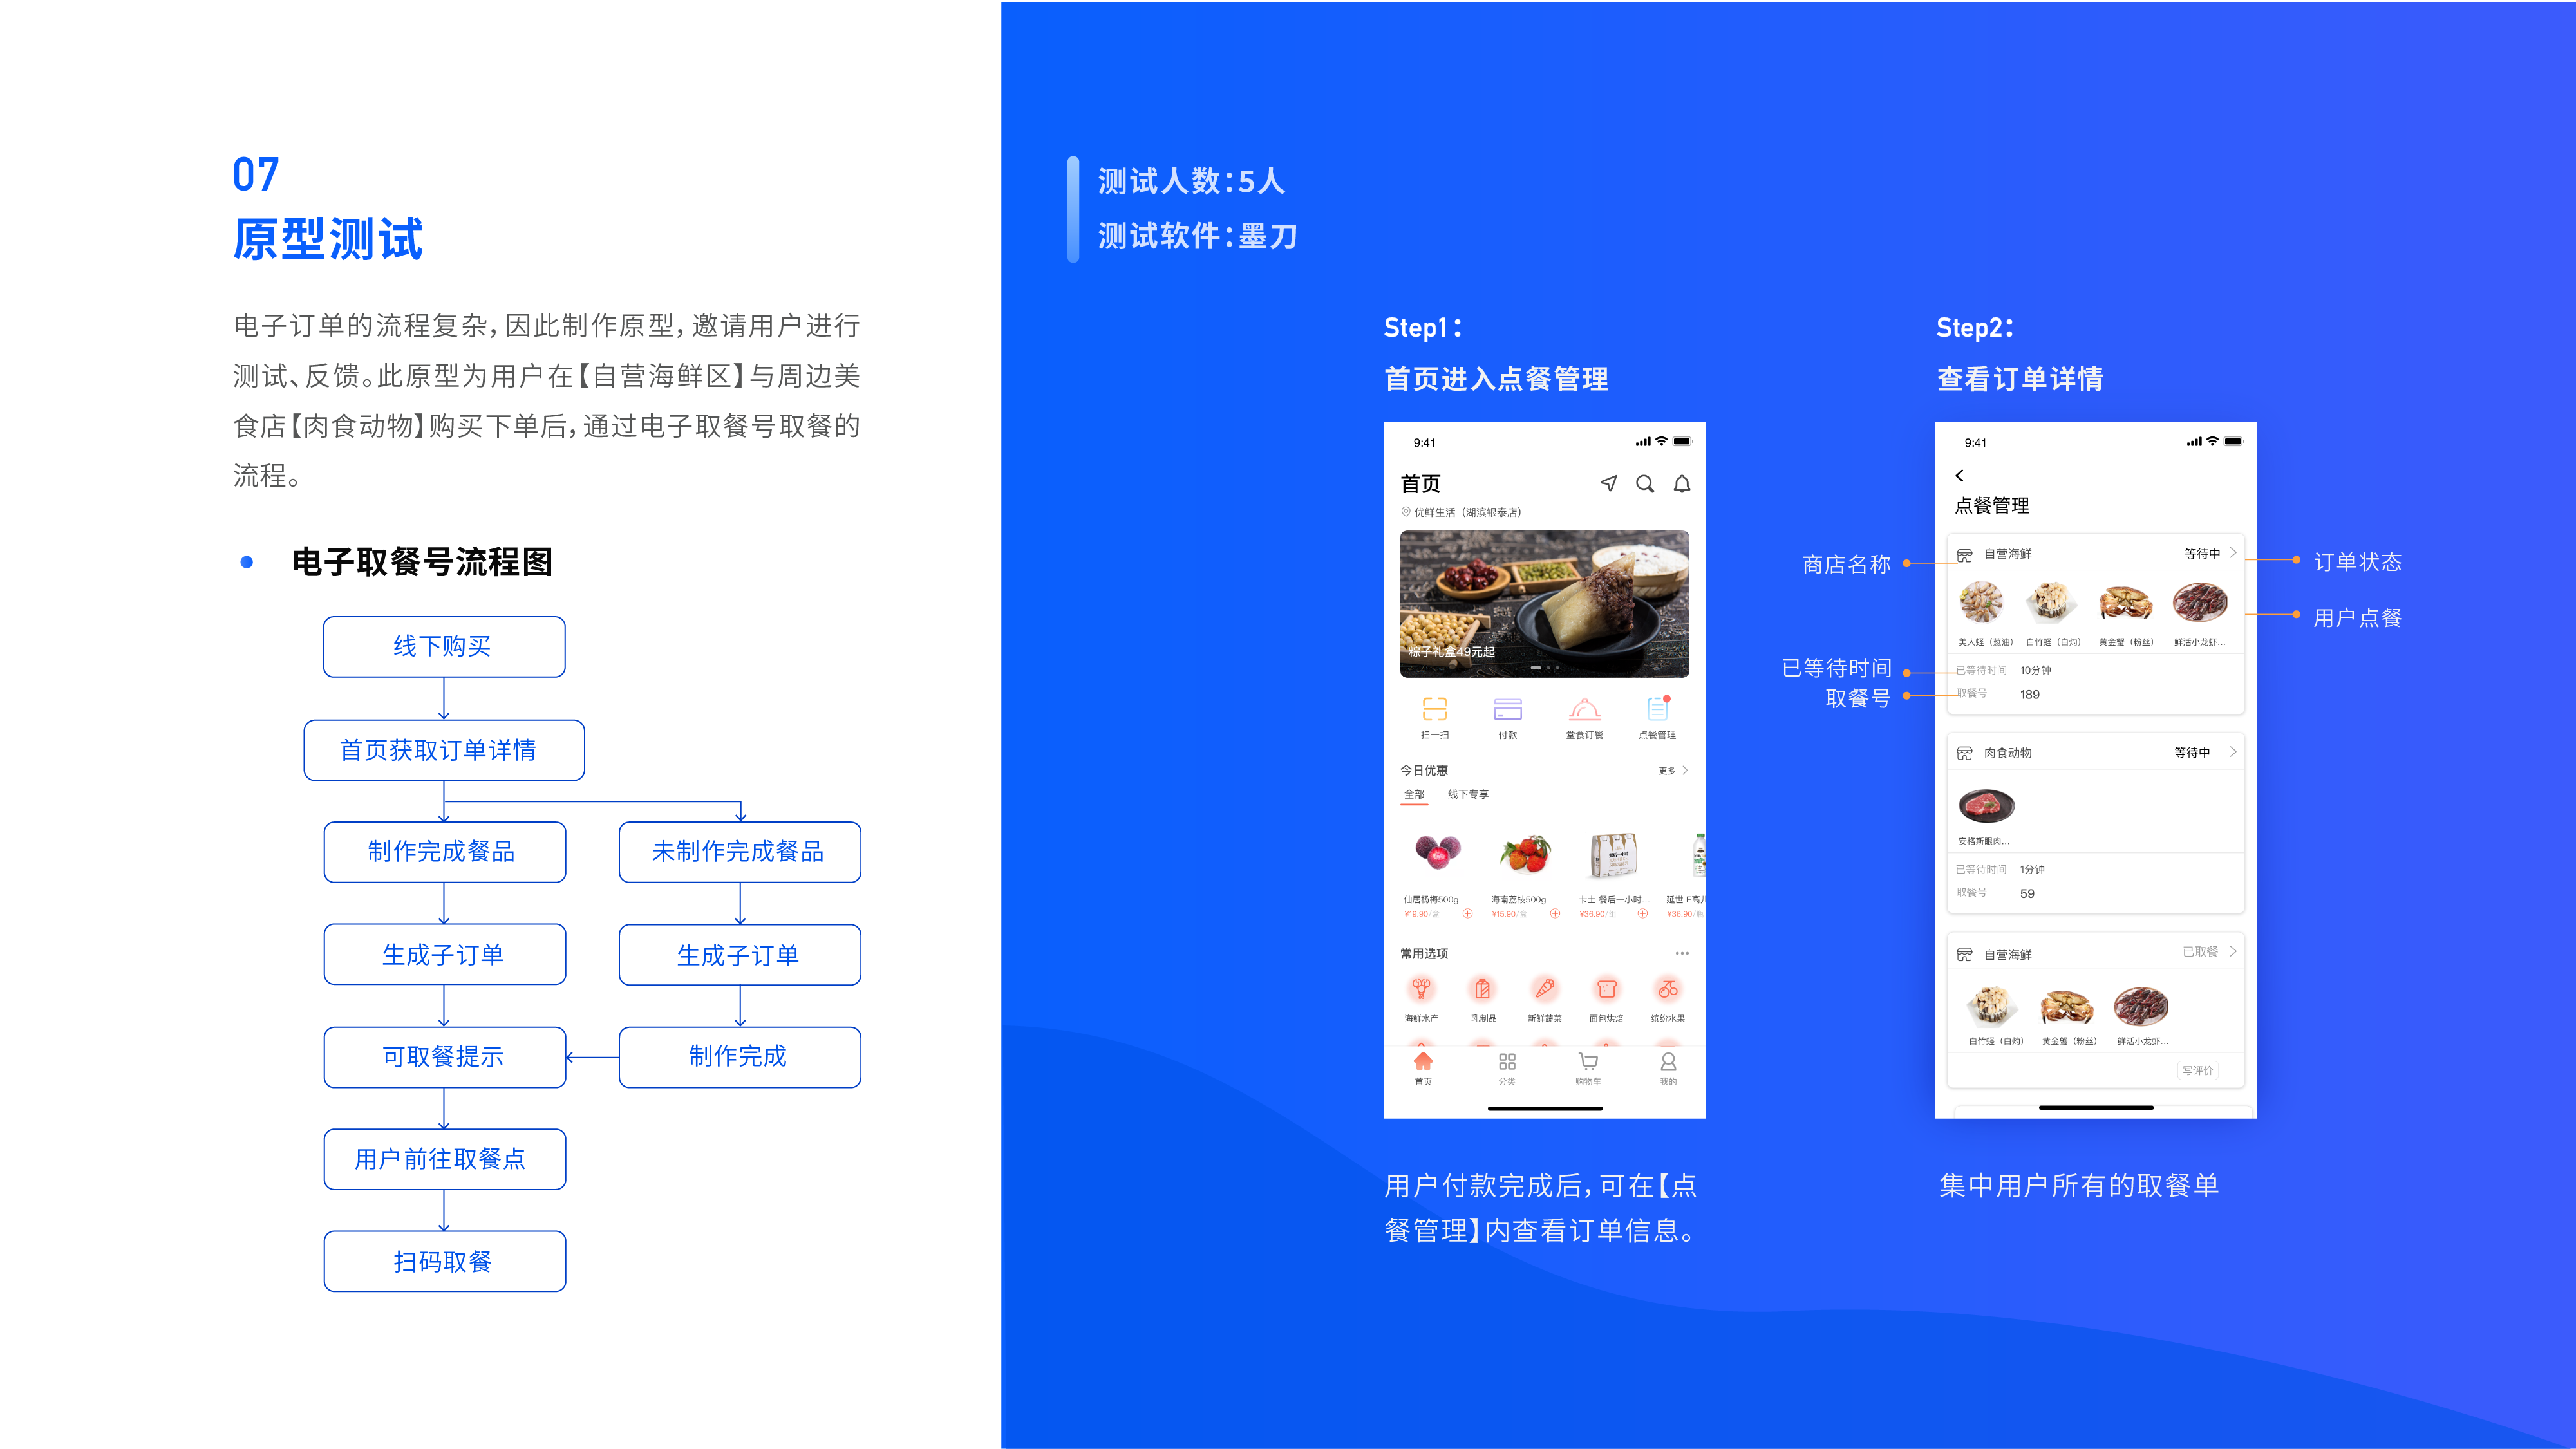 07
原型测试
电子订单的流程复杂，因此制作原型，邀请用户进行
测试、反馈。此原型为用户在【自营海鲜区】与周边美
食店【肉食动物】购买下单后，通过电子取餐号取餐的
流程。
电子取餐号流程图
线下购买
首页获取订单详情
制作完成餐品
未制作完成餐品
生成子订单
生成子订单
可取餐提示
制作完成
用户前往取餐点
扫码取餐
测试人数：5人
测试软件：墨刀
Step1：
首页进入点餐管理
9:41
首页
优鲜生活（湖滨银泰店）
粽子礼盒49元起
扫一扫
付款
堂食订餐
点餐管理
今日优惠
更多
全部
线下专享
仙居杨梅500g
海南荔枝500g
卡士 餐后一小时...
延世 E高
¥19.90/盒
¥15.90/盒
¥36.90/组
¥36.90/瓶
常用选项
海鲜水产
乳制品
新鲜蔬菜
面包烘焙
缤纷水果
首页
分类
购物车
我的
用户付款完成后，可在【点
餐管理】内查看订单信息。
Step2：
查看订单详情
9:41
点餐管理
自营海鲜
等待中
美人蛏（葱油）
白竹蛏（白灼）
黄金蟹（粉丝）
鲜活小龙虾...
已等待时间 10分钟
取餐号 189
肉食动物
等待中
安格斯眼肉...
已等待时间 1分钟
取餐号 59
自营海鲜
已取餐
白竹蛏（白灼）
黄金蟹（粉丝）
鲜活小龙虾...
写评价
商店名称
已等待时间
取餐号
订单状态
用户点餐
集中用户所有的取餐单